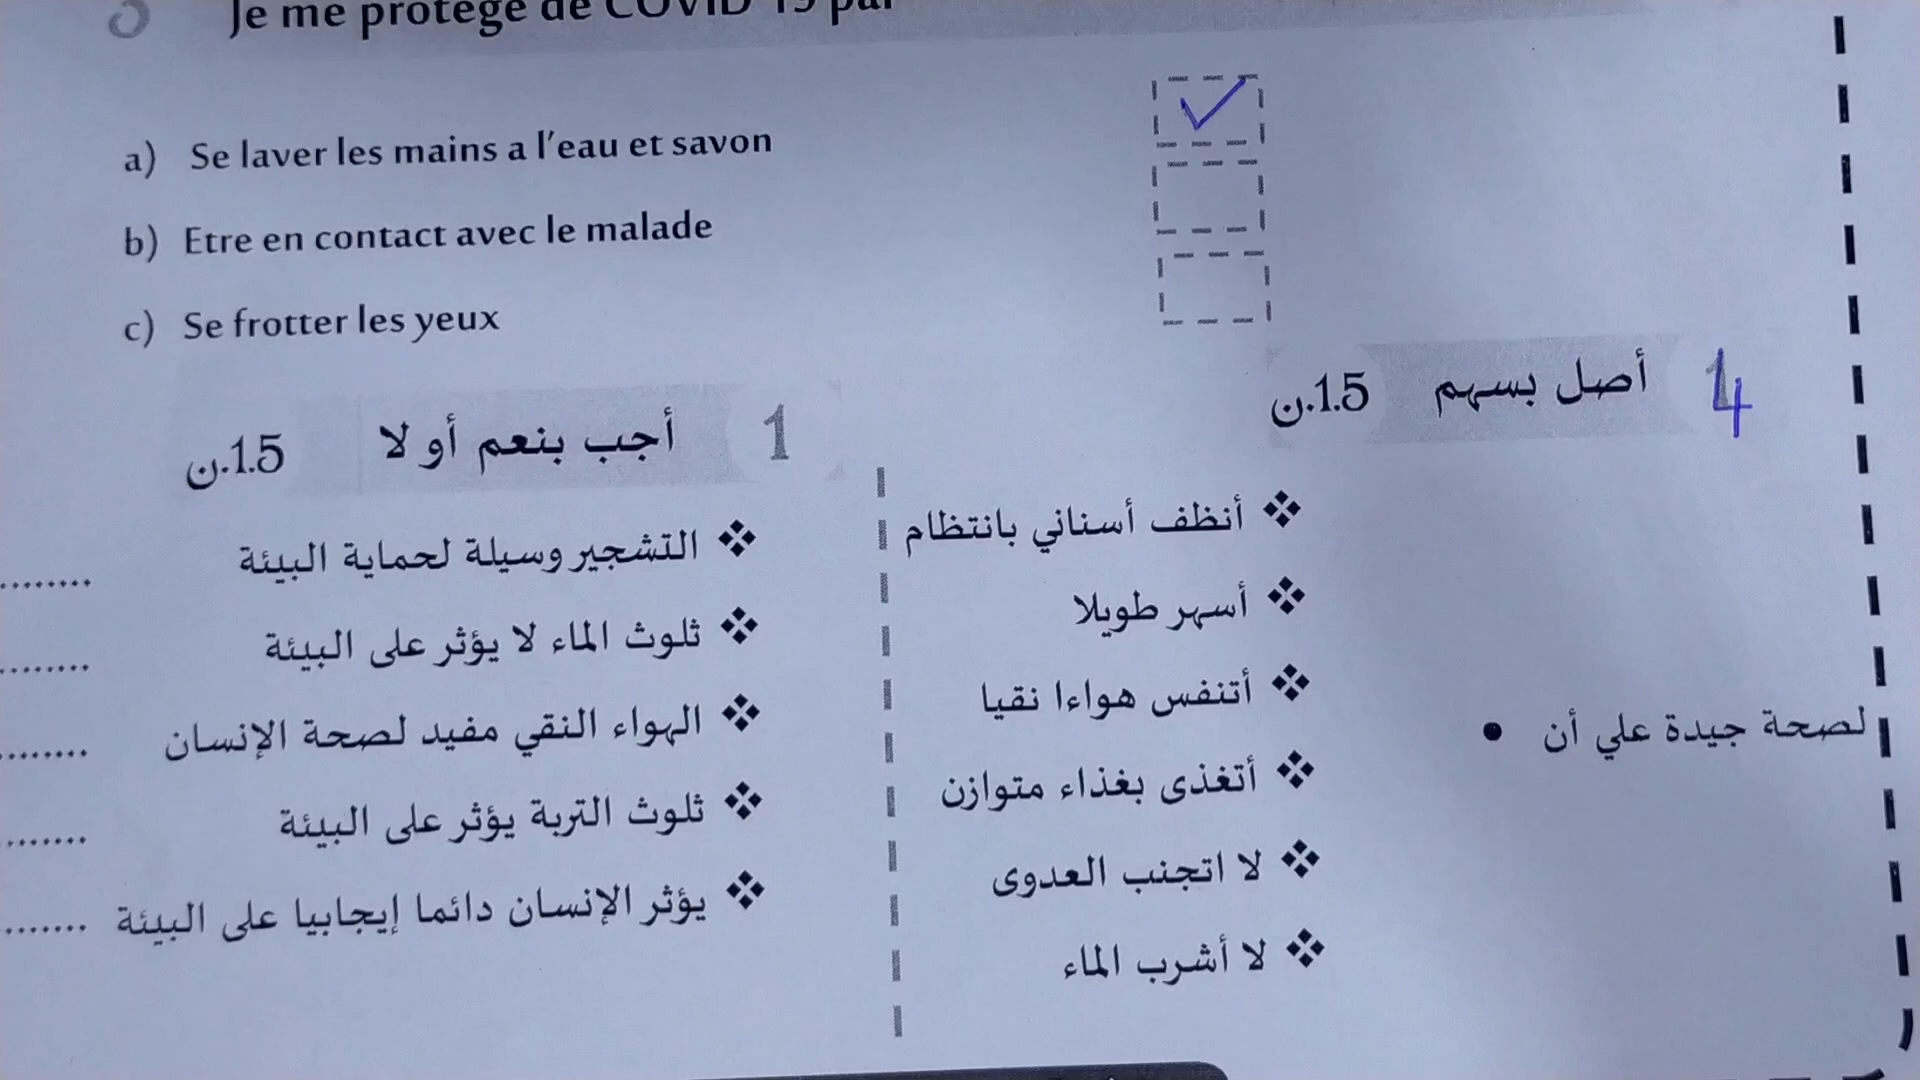 Je me protège de COVID 19 par
a) Se laver les mains a l'eau et savon
b) Etre en contact avec le malade
c) Se frotter les yeux
4 أصل بسهم 1.5.ن
لصحة جيدة علي أن •
❖ أنظف أسناني بانتظام
❖ أسهر طويلا
❖ أتنفس هواءا نقيا
❖ أتغذى بغذاء متوازن
❖ لا اتجنب العدوى
❖ لا أشرب الماء
1 أجب بنعم أو لا 1.5.ن
❖ التشجير وسيلة لحماية البيئة ........
❖ ثلوث الماء لا يؤثر على البيئة ........
❖ الهواء النقي مفيد لصحة الإنسان ........
❖ ثلوث التربة يؤثر على البيئة .......
❖ يؤثر الإنسان دائما إيجابيا على البيئة .......